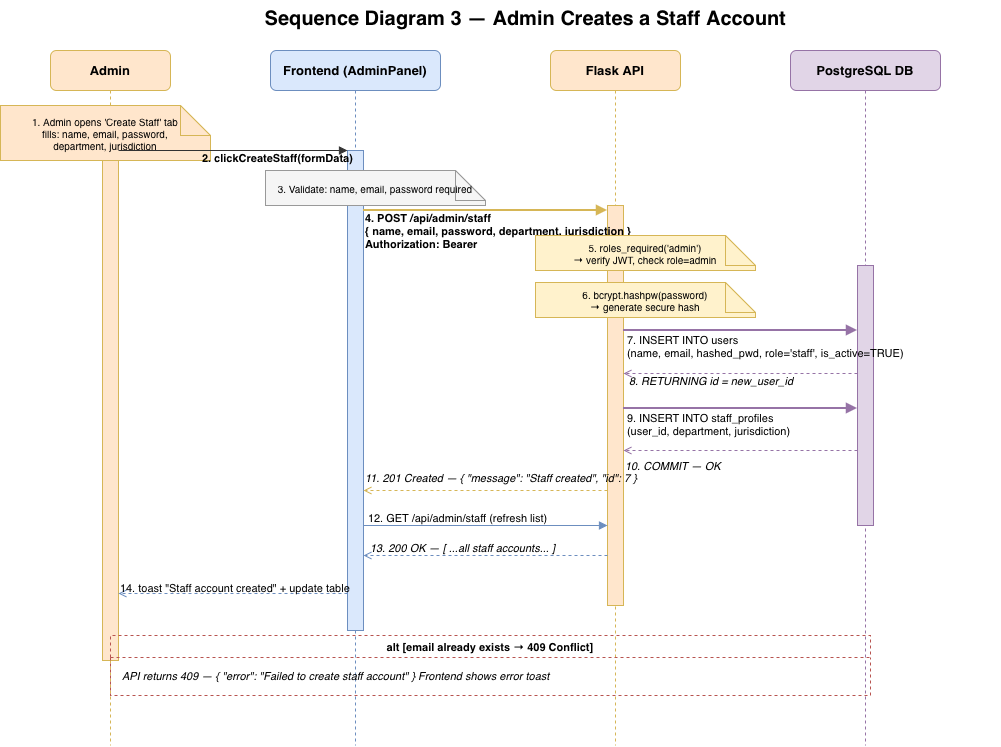 Sequence Diagram 3 — Admin Creates a Staff Account
Admin
Frontend (AdminPanel)
Flask API
PostgreSQL DB
1. Admin opens 'Create Staff' tab
fills: name, email, password,
department, jurisdiction
2. clickCreateStaff(formData)
3. Validate: name, email, password required
4. POST /api/admin/staff
{ name, email, password, department, jurisdiction }
Authorization: Bearer
5. roles_required('admin')
→ verify JWT, check role=admin
6. bcrypt.hashpw(password)
→ generate secure hash
7. INSERT INTO users
(name, email, hashed_pwd, role='staff', is_active=TRUE)
8. RETURNING id = new_user_id
9. INSERT INTO staff_profiles
(user_id, department, jurisdiction)
10. COMMIT — OK
11. 201 Created — { "message": "Staff created", "id": 7 }
12. GET /api/admin/staff (refresh list)
13. 200 OK — [ ...all staff accounts... ]
14. toast "Staff account created" + update table
alt [email already exists → 409 Conflict]
API returns 409 — { "error": "Failed to create staff account" } Frontend shows error toast